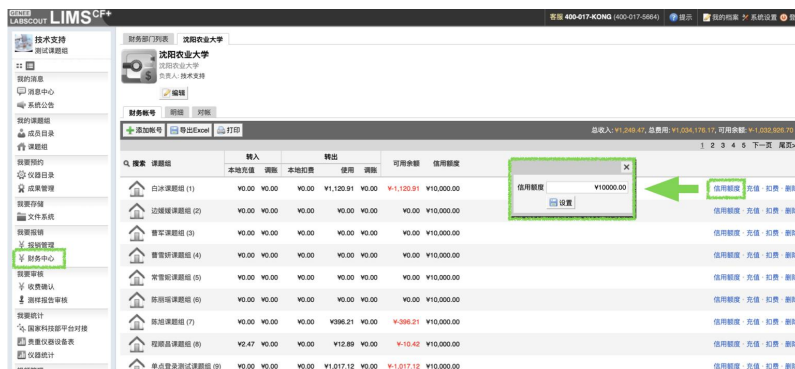 GENEE
LABSCOUT LIMS CF+
客服 400-017-KONG (400-017-5664) 提示 我的档案 系统设置
技术支持
测试课题组
我的消息
消息中心
系统公告
我的课题组
成员目录
课题组
我要预约
仪器目录
成果管理
我要存储
文件系统
我要报销
报销管理
财务中心
我要审核
收费确认
测样报告审核
我要统计
国家科技部平台对接
贵重仪器设备表
仪器统计
财务部门列表 沈阳农业大学
沈阳农业大学
沈阳农业大学
负责人: 技术支持
编辑
财务帐号 明细 对帐
添加帐号 导出Excel 打印 总收入: ¥1,249.47, 总费用: ¥1,034,176.17, 可用余额: ¥-1,032,926.70
1 2 3 4 5 下一页 尾页»
搜索 课题组 转入 转出 可用余额 信用额度
本地充值 调账 本地扣费 使用 调账
白冰课题组 (1) ¥0.00 ¥0.00 ¥0.00 ¥1,120.91 ¥0.00 ¥-1,120.91 ¥10,000.00 信用额度 · 充值 · 扣费 · 删除
边媛媛课题组 (2) ¥0.00 ¥0.00 ¥0.00 ¥0.00 ¥0.00 ¥0.00 ¥10,000.00 信用额度 · 充值 · 扣费 · 删除
曹军课题组 (3) ¥0.00 ¥0.00 ¥0.00 ¥0.00 ¥0.00 ¥0.00 ¥10,000.00 信用额度 · 充值 · 扣费 · 删除
曹雪妍课题组 (4) ¥0.00 ¥0.00 ¥0.00 ¥0.00 ¥0.00 ¥0.00 ¥10,000.00 信用额度 · 充值 · 扣费 · 删除
常雪妮课题组 (5) ¥0.00 ¥0.00 ¥0.00 ¥0.00 ¥0.00 ¥0.00 ¥10,000.00 信用额度 · 充值 · 扣费 · 删除
陈丽瑶课题组 (6) ¥0.00 ¥0.00 ¥0.00 ¥0.00 ¥0.00 ¥0.00 ¥10,000.00 信用额度 · 充值 · 扣费 · 删除
陈旭课题组 (7) ¥0.00 ¥0.00 ¥0.00 ¥396.21 ¥0.00 ¥-396.21 ¥10,000.00 信用额度 · 充值 · 扣费 · 删除
程顺昌课题组 (8) ¥2.47 ¥0.00 ¥0.00 ¥12.89 ¥0.00 ¥-10.42 ¥10,000.00 信用额度 · 充值 · 扣费 · 删除
单点登录测试课题组 (9) ¥0.00 ¥0.00 ¥0.00 ¥1,017.12 ¥0.00 ¥-1,017.12 ¥10,000.00 信用额度 · 充值 · 扣费 · 删除
信用额度 ¥10000.00
设置